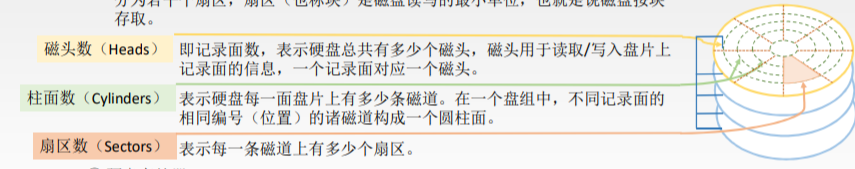 分为若干个扇区，扇区（也称块）是磁盘读写的最小单位，也就是说磁盘按块
存取。
磁头数（Heads） 即记录面数，表示硬盘总共有多少个磁头，磁头用于读取/写入盘片上
记录面的信息，一个记录面对应一个磁头。
柱面数（Cylinders） 表示硬盘每一面盘片上有多少条磁道。在一个盘组中，不同记录面的
相同编号（位置）的诸磁道构成一个圆柱面。
扇区数（Sectors） 表示每一条磁道上有多少个扇区。